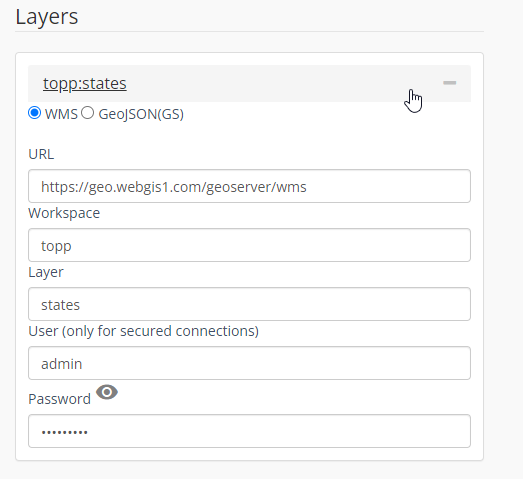 Layers
topp:states
WMS GeoJSON(GS)
URL
https://geo.webgis1.com/geoserver/wms
Workspace
topp
Layer
states
User (only for secured connections)
admin
Password
•••••••••